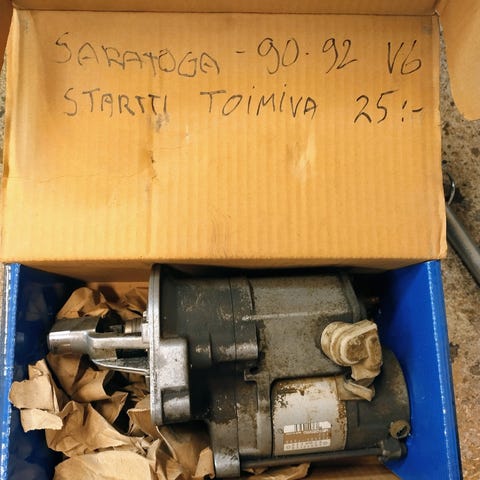 SARATOGA - 90-92 V6
STARTTI TOIMIVA 25:-